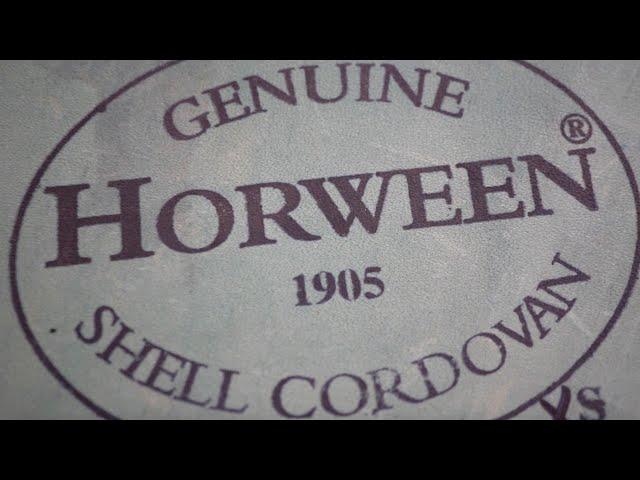 GENUINE
HORWEEN®
1905
SHELL CORDOVAN